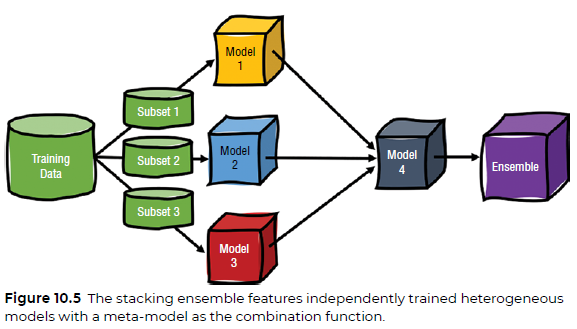 Model
1
Subset 1
Training
Data
Subset 2
Model
2
Model
4
Ensemble
Subset 3
Model
3
Figure 10.5 The stacking ensemble features independently trained heterogeneous
models with a meta-model as the combination function.